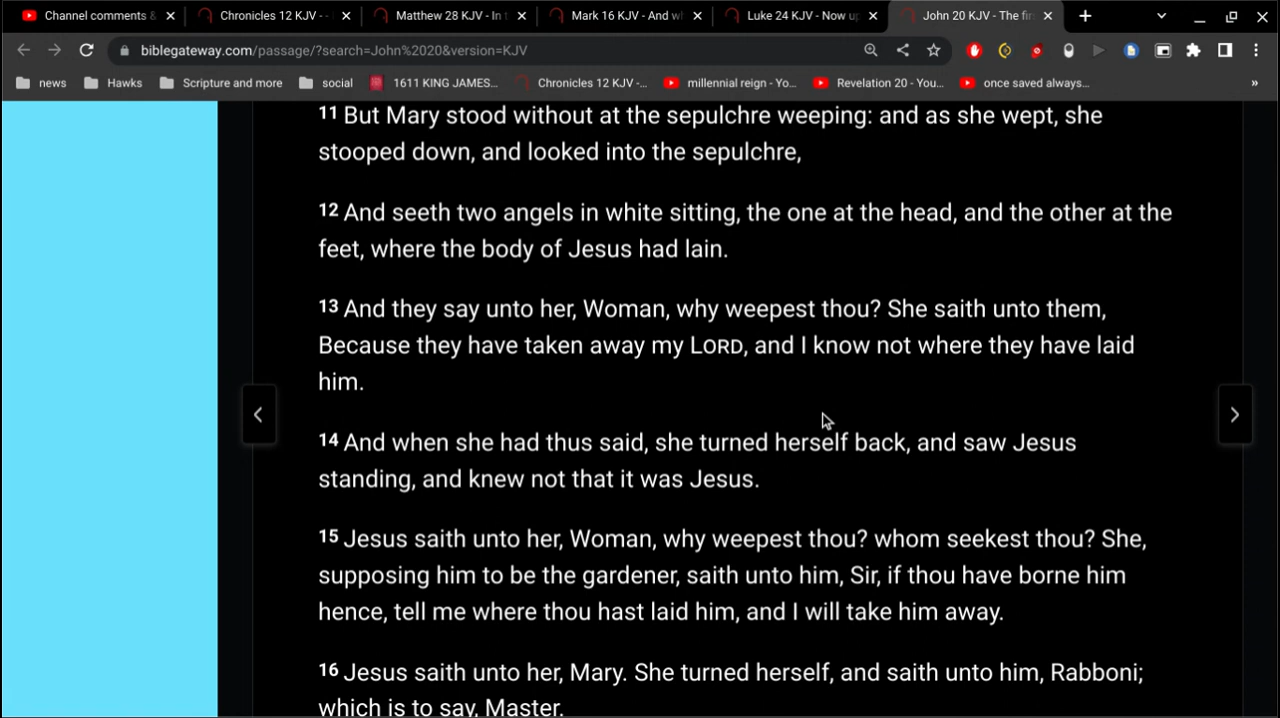 Channel comments &
Chronicles 12 KJV - -
Matthew 28 KJV - In t
Mark 16 KJV - And wh
Luke 24 KJV - Now up
John 20 KJV - The fir
biblegateway.com/passage/?search=John%2020&version=KJV
news
Hawks
Scripture and more
social
1611 KING JAMES...
Chronicles 12 KJV -...
millennial reign - Yo...
Revelation 20 - You...
once saved always...
»
11 But Mary stood without at the sepulchre weeping: and as she wept, she
stooped down, and looked into the sepulchre,
12 And seeth two angels in white sitting, the one at the head, and the other at the
feet, where the body of Jesus had lain.
13 And they say unto her, Woman, why weepest thou? She saith unto them,
Because they have taken away my LORD, and I know not where they have laid
him.
14 And when she had thus said, she turned herself back, and saw Jesus
standing, and knew not that it was Jesus.
15 Jesus saith unto her, Woman, why weepest thou? whom seekest thou? She,
supposing him to be the gardener, saith unto him, Sir, if thou have borne him
hence, tell me where thou hast laid him, and I will take him away.
16 Jesus saith unto her, Mary. She turned herself, and saith unto him, Rabboni;
which is to say, Master.